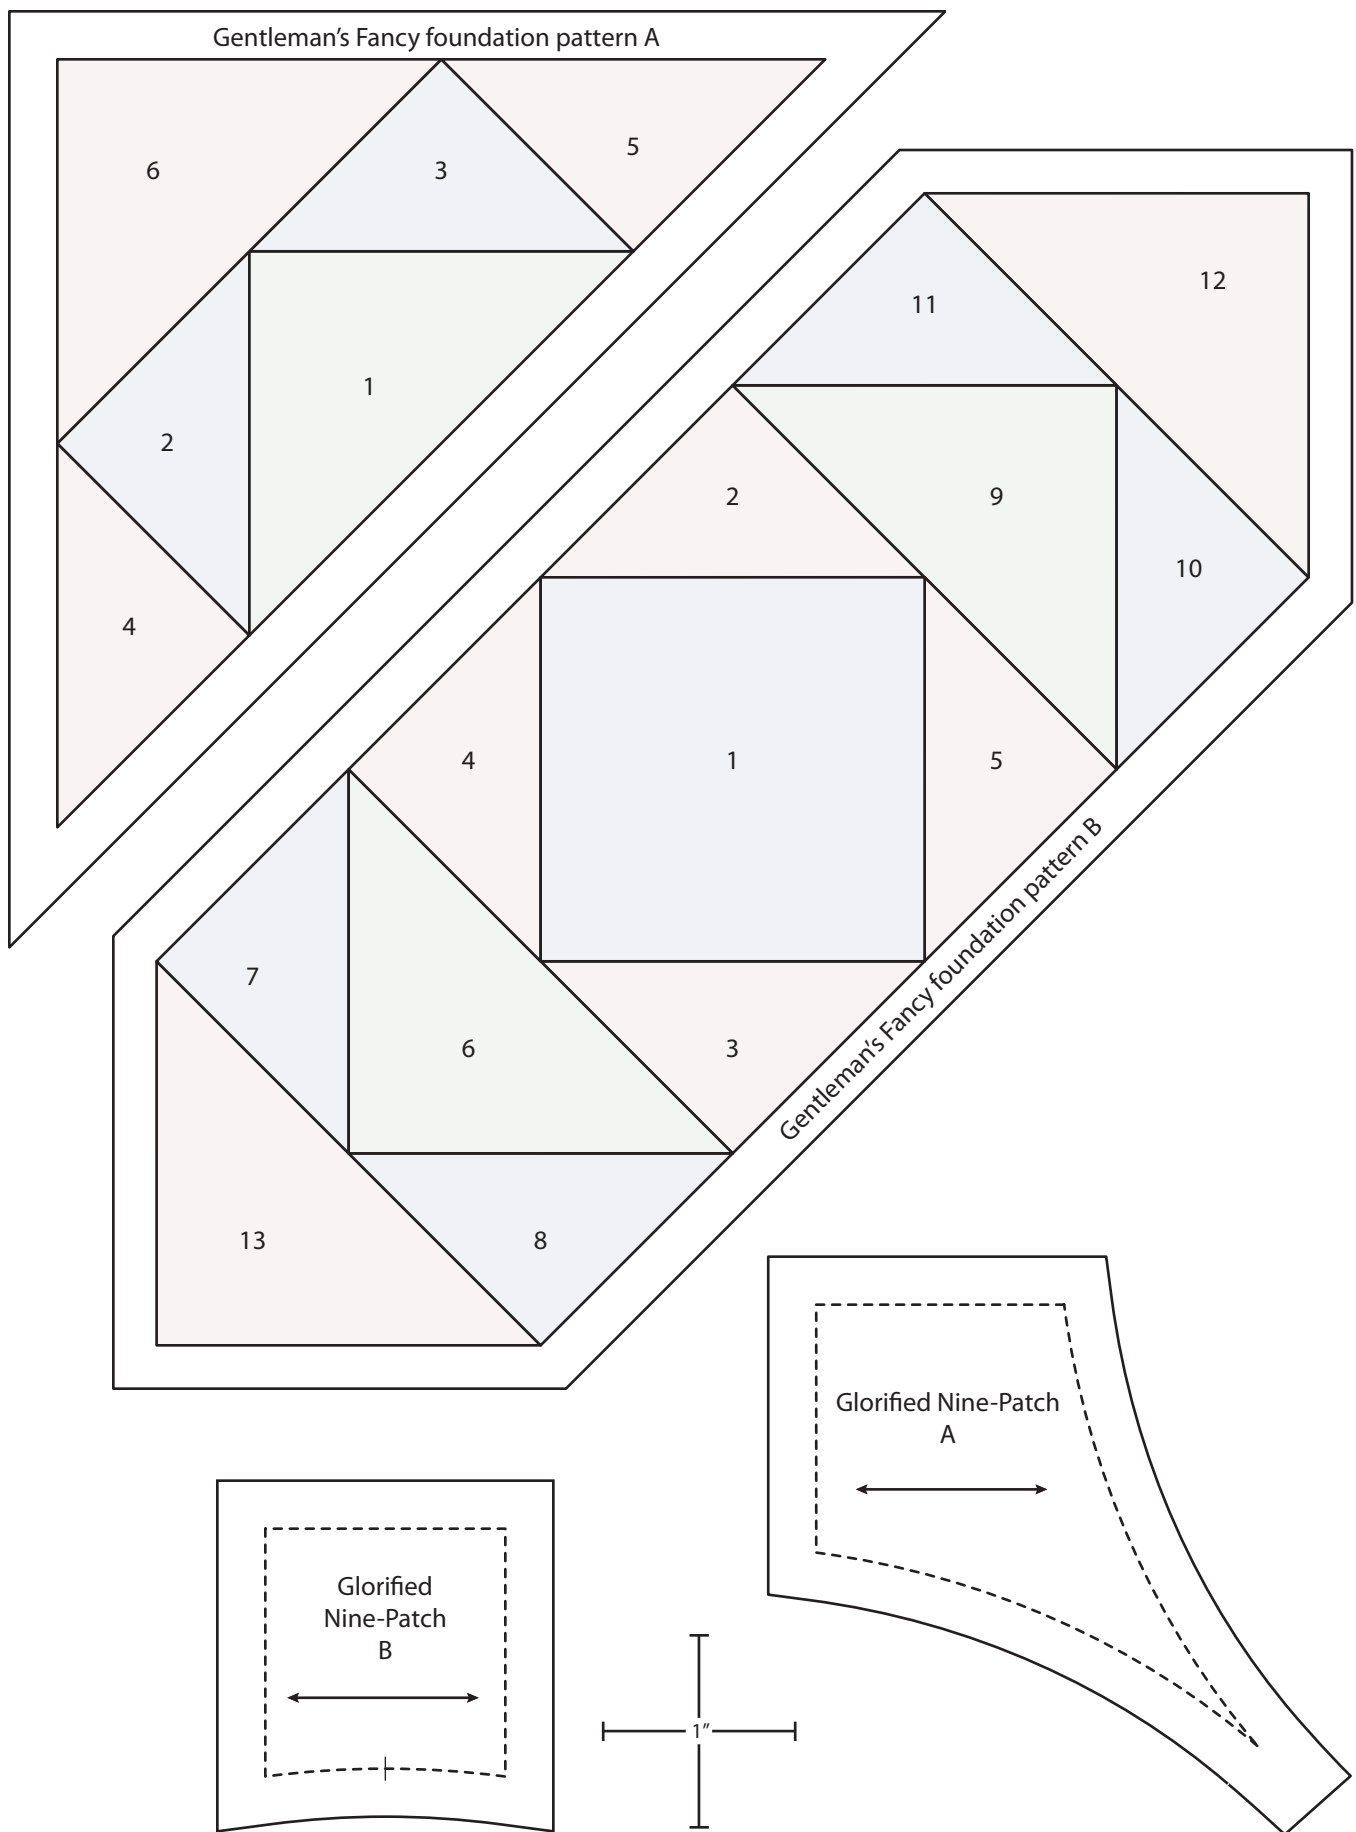 Gentleman's Fancy foundation pattern A
6
3
5
2
1
4
11
12
2
9
10
4
1
5
7
6
3
Gentleman's Fancy foundation pattern B
13
8
Glorified Nine-Patch
A
Glorified
Nine-Patch
B
1"